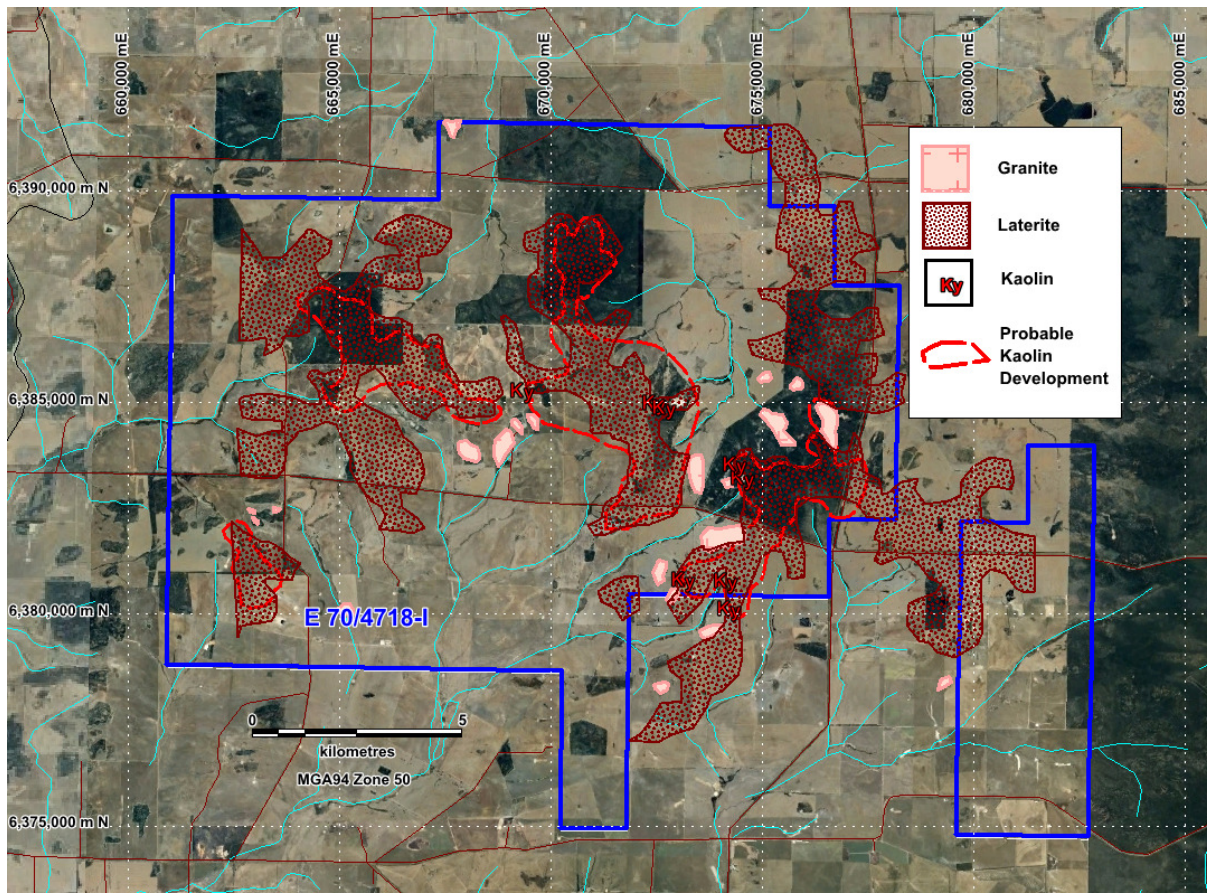 660,000 mE
665,000 mE
670,000 mE
675,000 mE
680,000 mE
685,000 mE
6,390,000 m N
6,385,000 m N
6,380,000 m N
6,375,000 m N
Granite
Laterite
Ky
Kaolin
Probable
Kaolin
Development
Ky
Ky
Ky
Ky
Ky
Ky
Ky
E 70/4718-I
0 5
kilometres
MGA94 Zone 50